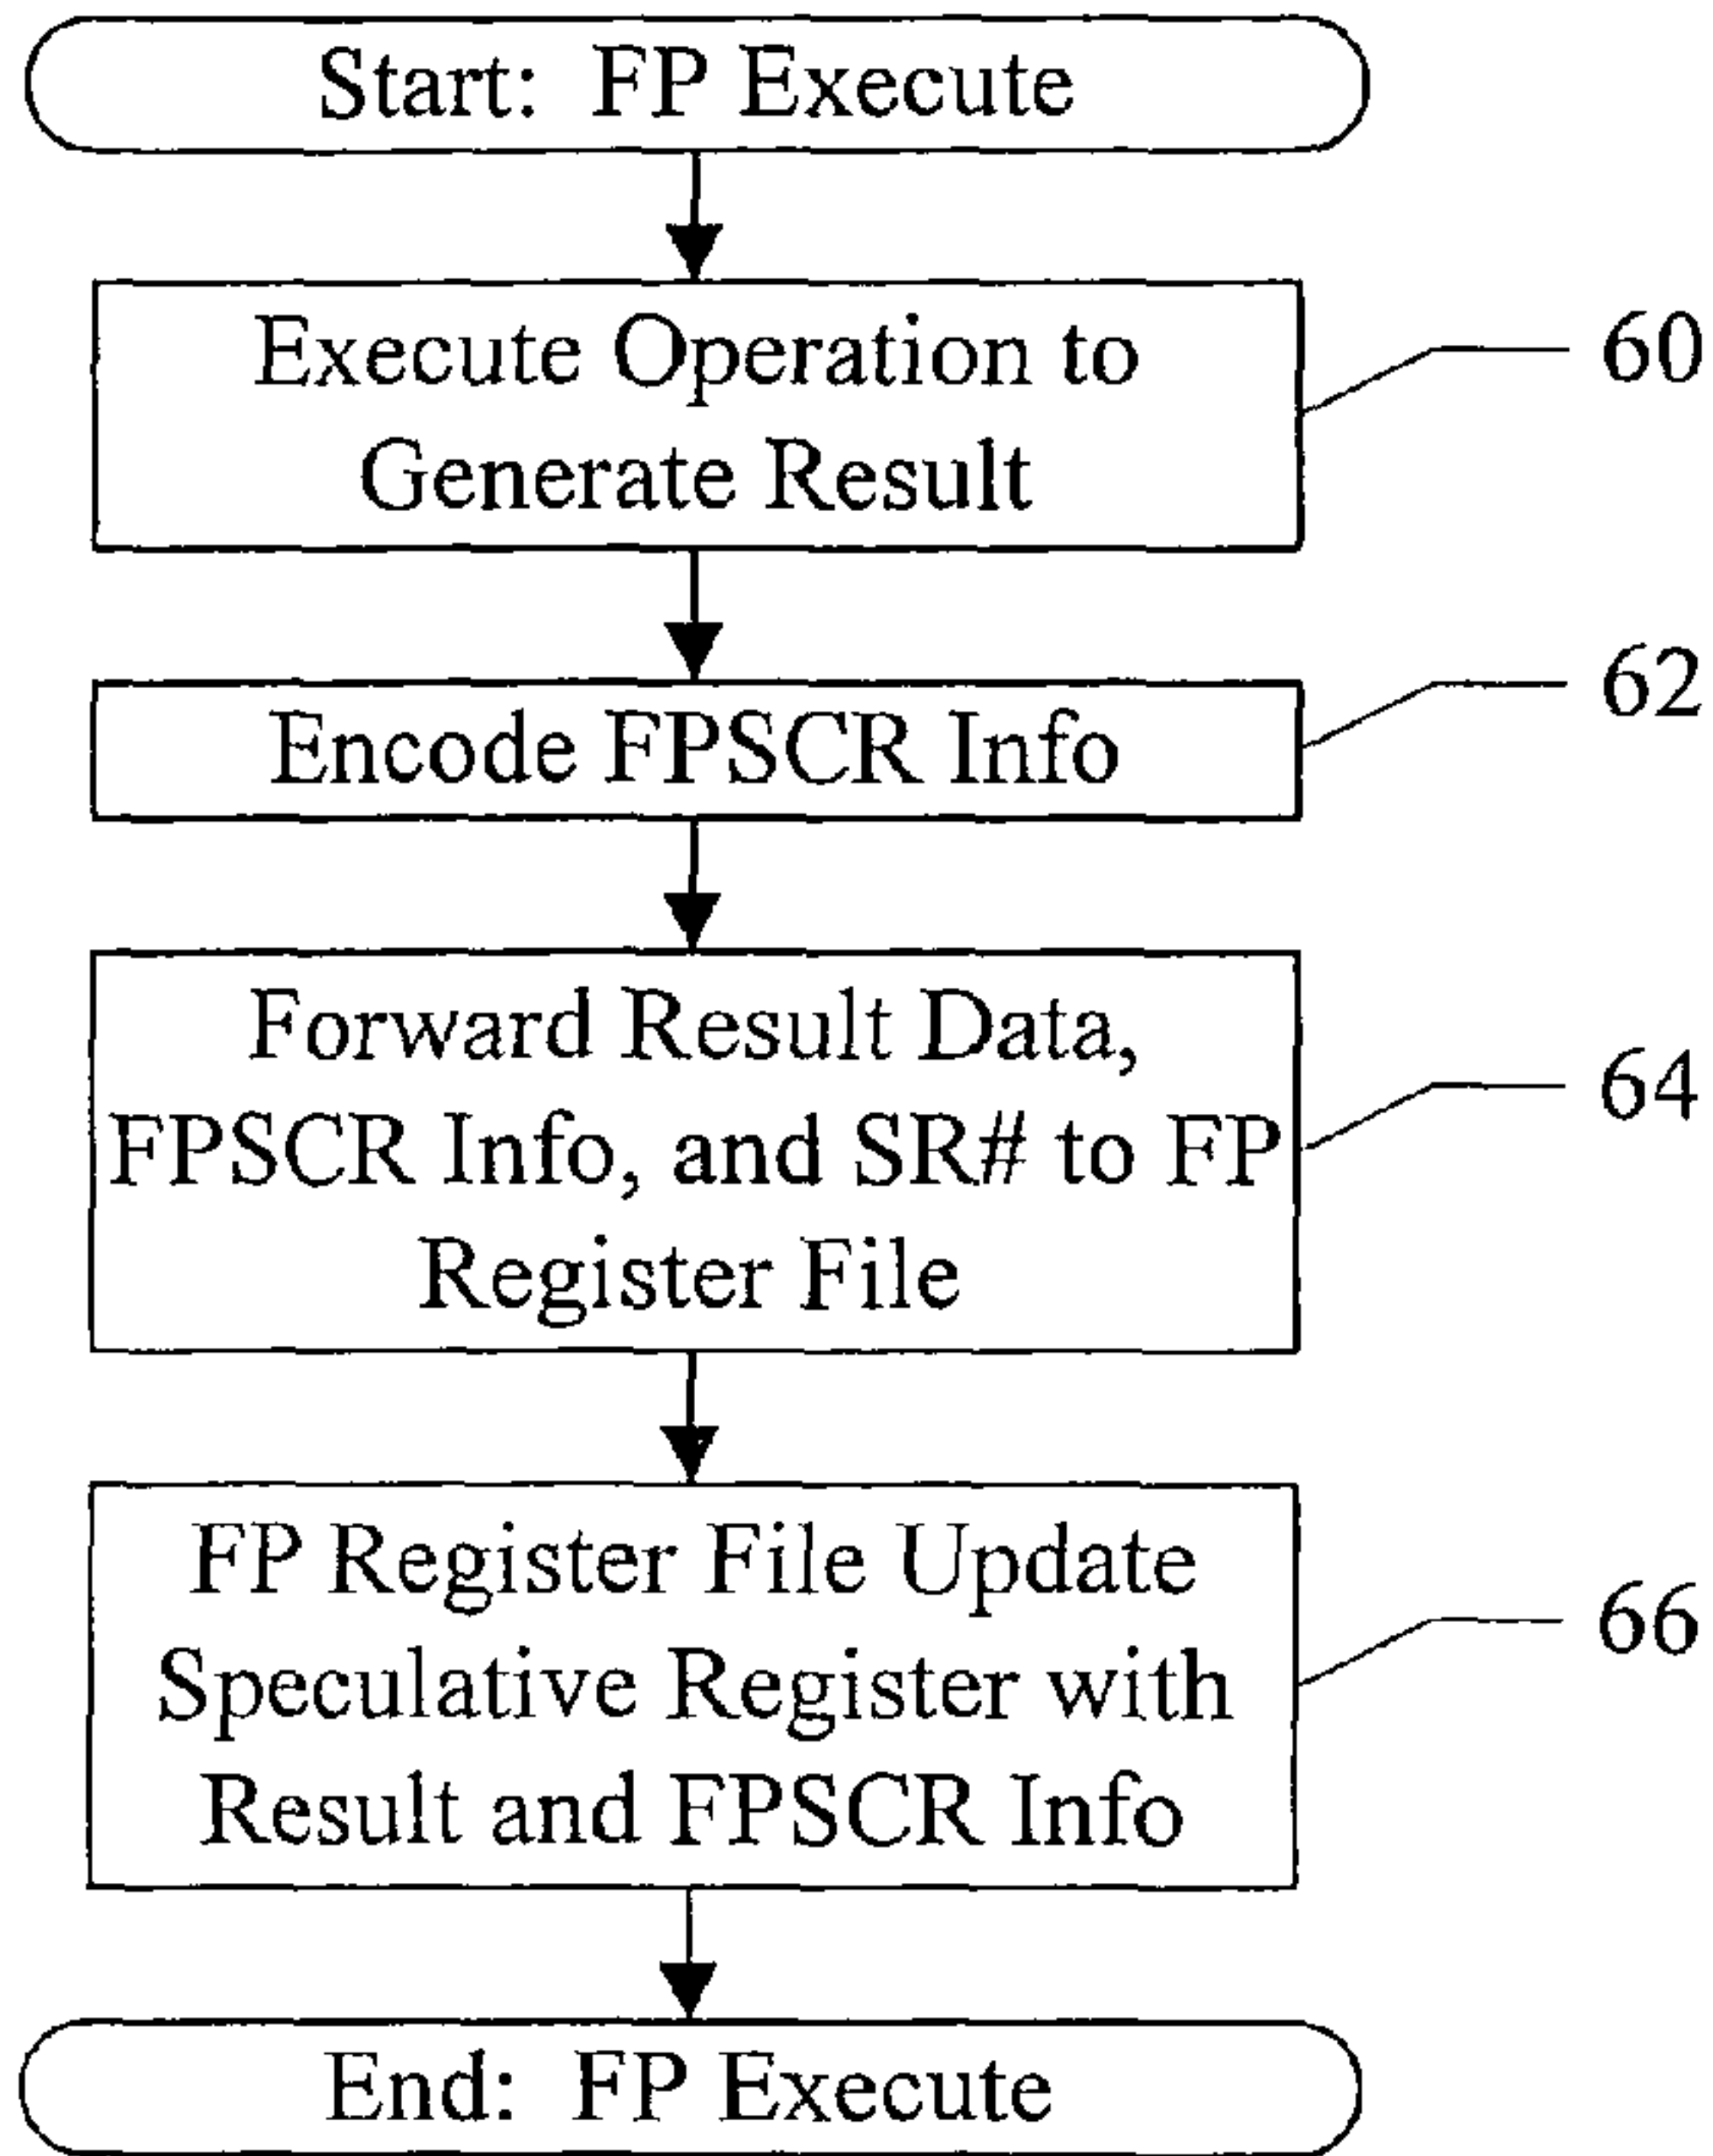 Start: FP Execute
Execute Operation to
Generate Result
60
Encode FPSCR Info
62
Forward Result Data,
FPSCR Info, and SR# to FP
Register File
64
FP Register File Update
Speculative Register with
Result and FPSCR Info
66
End: FP Execute